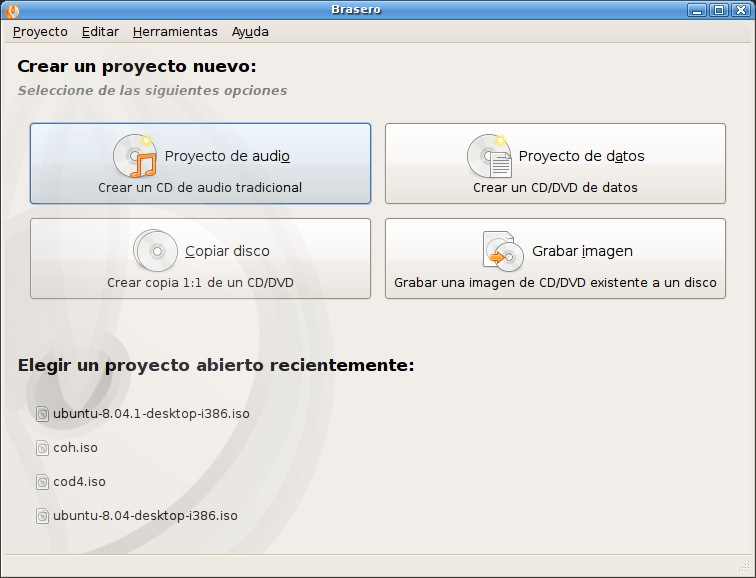 Brasero
Proyecto Editar Herramientas Ayuda
Crear un proyecto nuevo:
Seleccione de las siguientes opciones
Proyecto de audio
Crear un CD de audio tradicional
Proyecto de datos
Crear un CD/DVD de datos
Copiar disco
Crear copia 1:1 de un CD/DVD
Grabar imagen
Grabar una imagen de CD/DVD existente a un disco
Elegir un proyecto abierto recientemente:
ubuntu-8.04.1-desktop-i386.iso
coh.iso
cod4.iso
ubuntu-8.04-desktop-i386.iso